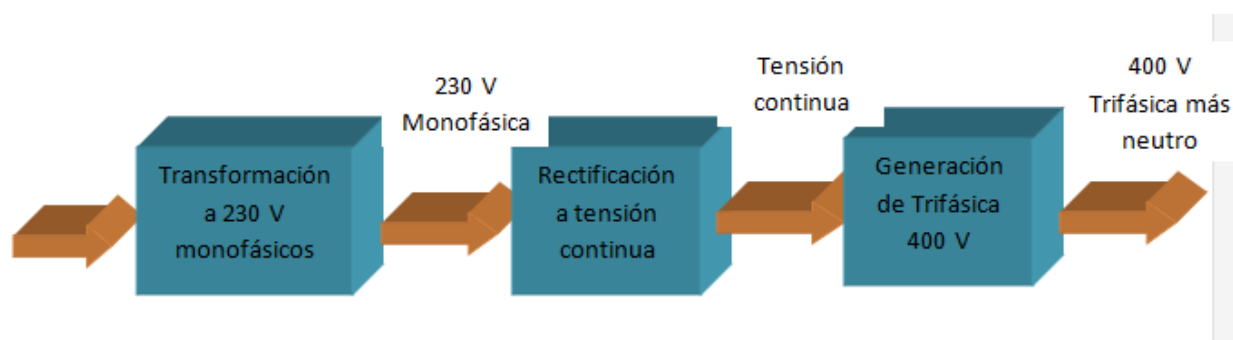 Transformación
a 230 V
monofásicos
230 V
Monofásica
Rectificación
a tensión
continua
Tensión
continua
Generación
de Trifásica
400 V
400 V
Trifásica más
neutro